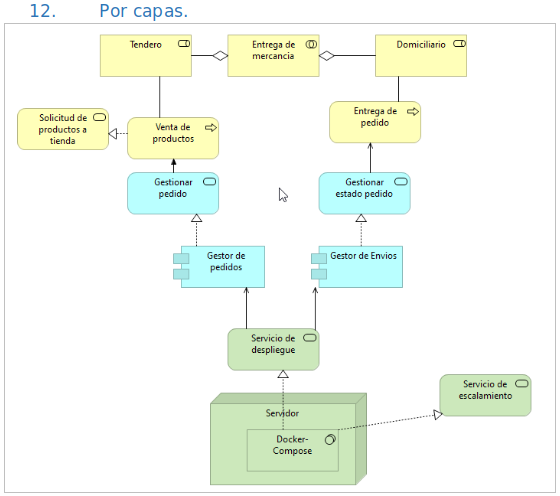 12. Por capas.
Tendero
Entrega de
mercancia
Domiciliario
Solicitud de
productos a
tienda
Venta de
productos
Entrega de
pedido
Gestionar
pedido
Gestionar
estado pedido
Gestor de
pedidos
Gestor de Envios
Servicio de
despliegue
Servicio de
escalamiento
Servidor
Docker-
Compose